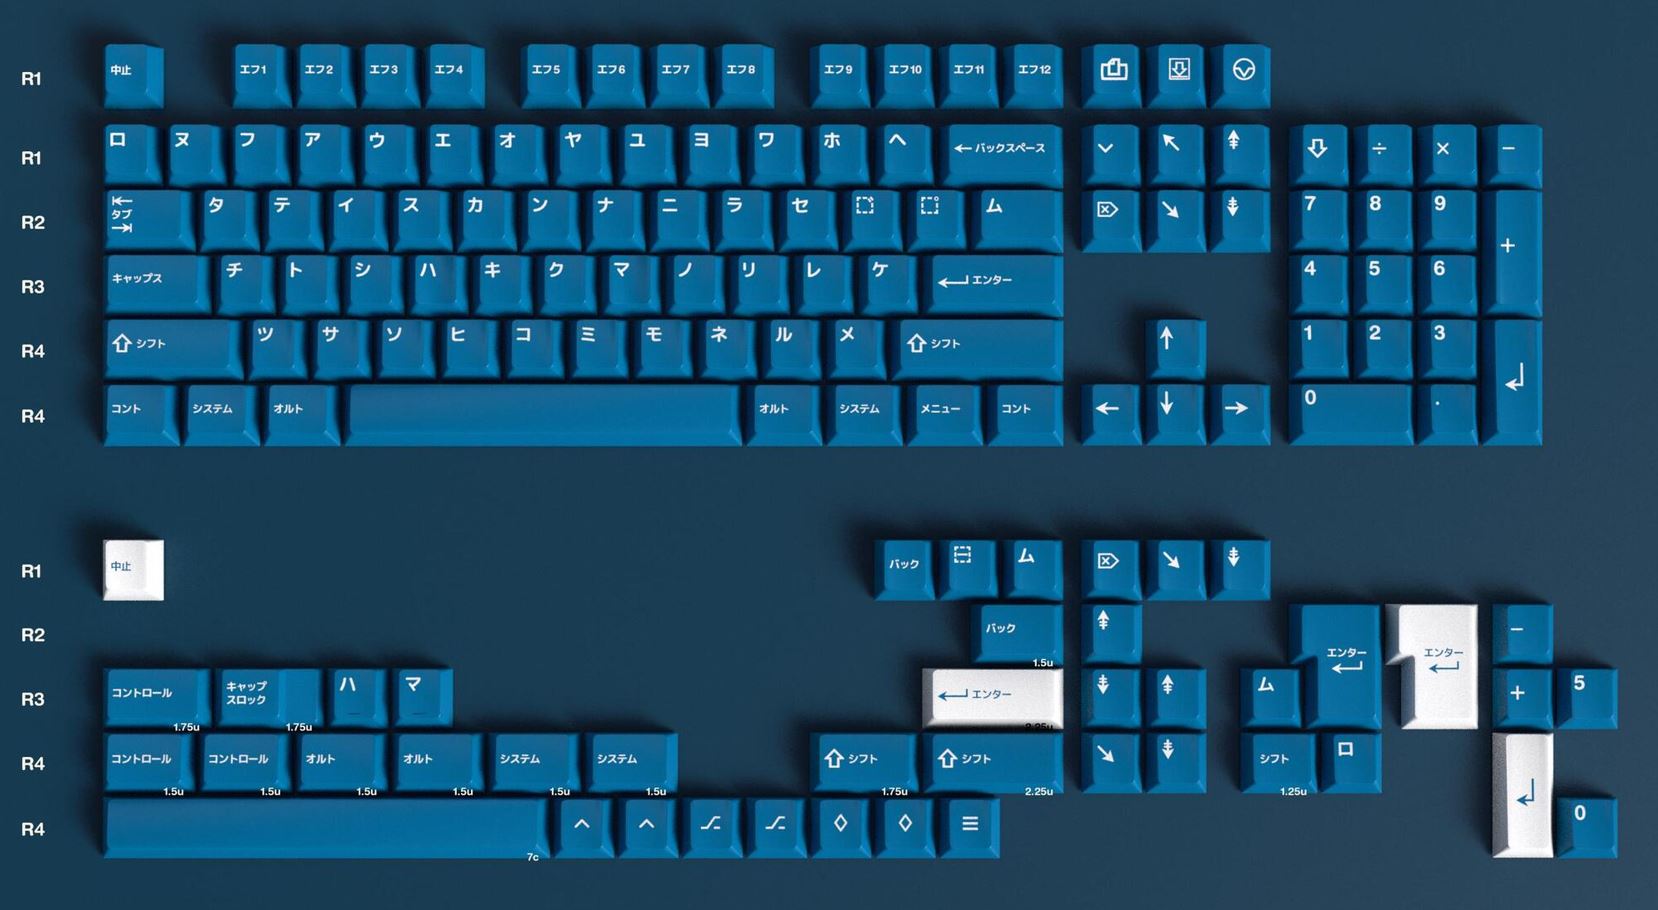 R1 中止 エフ1 エフ2 エフ3 エフ4 エフ5 エフ6 エフ7 エフ8 エフ9 エフ10 エフ11 エフ12
R1 ロ ヌ フ ア ウ エ オ ヤ ユ ヨ ワ ホ ヘ ← バックスペース ÷ × −
R2 タブ タ テ イ ス カ ン ナ ニ ラ セ ム 7 8 9 +
R3 キャップス チ ト シ ハ キ ク マ ノ リ レ ケ エンター 4 5 6
R4 シフト ツ サ ソ ヒ コ ミ モ ネ ル メ シフト ↑ 1 2 3
R4 コント システム オルト オルト システム メニュー コント ← ↓ → 0 .
R1 中止 バック ム
R2 バック 1.5u エンター エンター −
R3 コントロール 1.75u キャップ
スロック 1.75u ハ マ エンター 2.25u ム + 5
R4 コントロール 1.5u コントロール 1.5u オルト 1.5u オルト 1.5u システム 1.5u システム 1.5u シフト 1.75u シフト 2.25u シフト 1.25u ロ
R4 7c 0